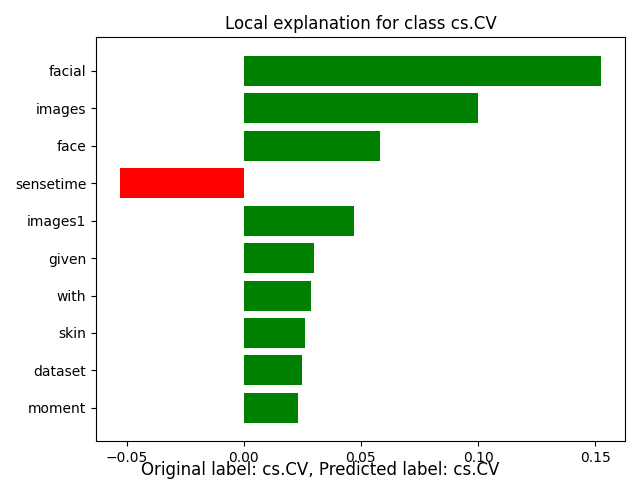 Local explanation for class cs.CV
facial
images
face
sensetime
images1
given
with
skin
dataset
moment
−0.05 0.00 0.05 0.10 0.15
Original label: cs.CV, Predicted label: cs.CV